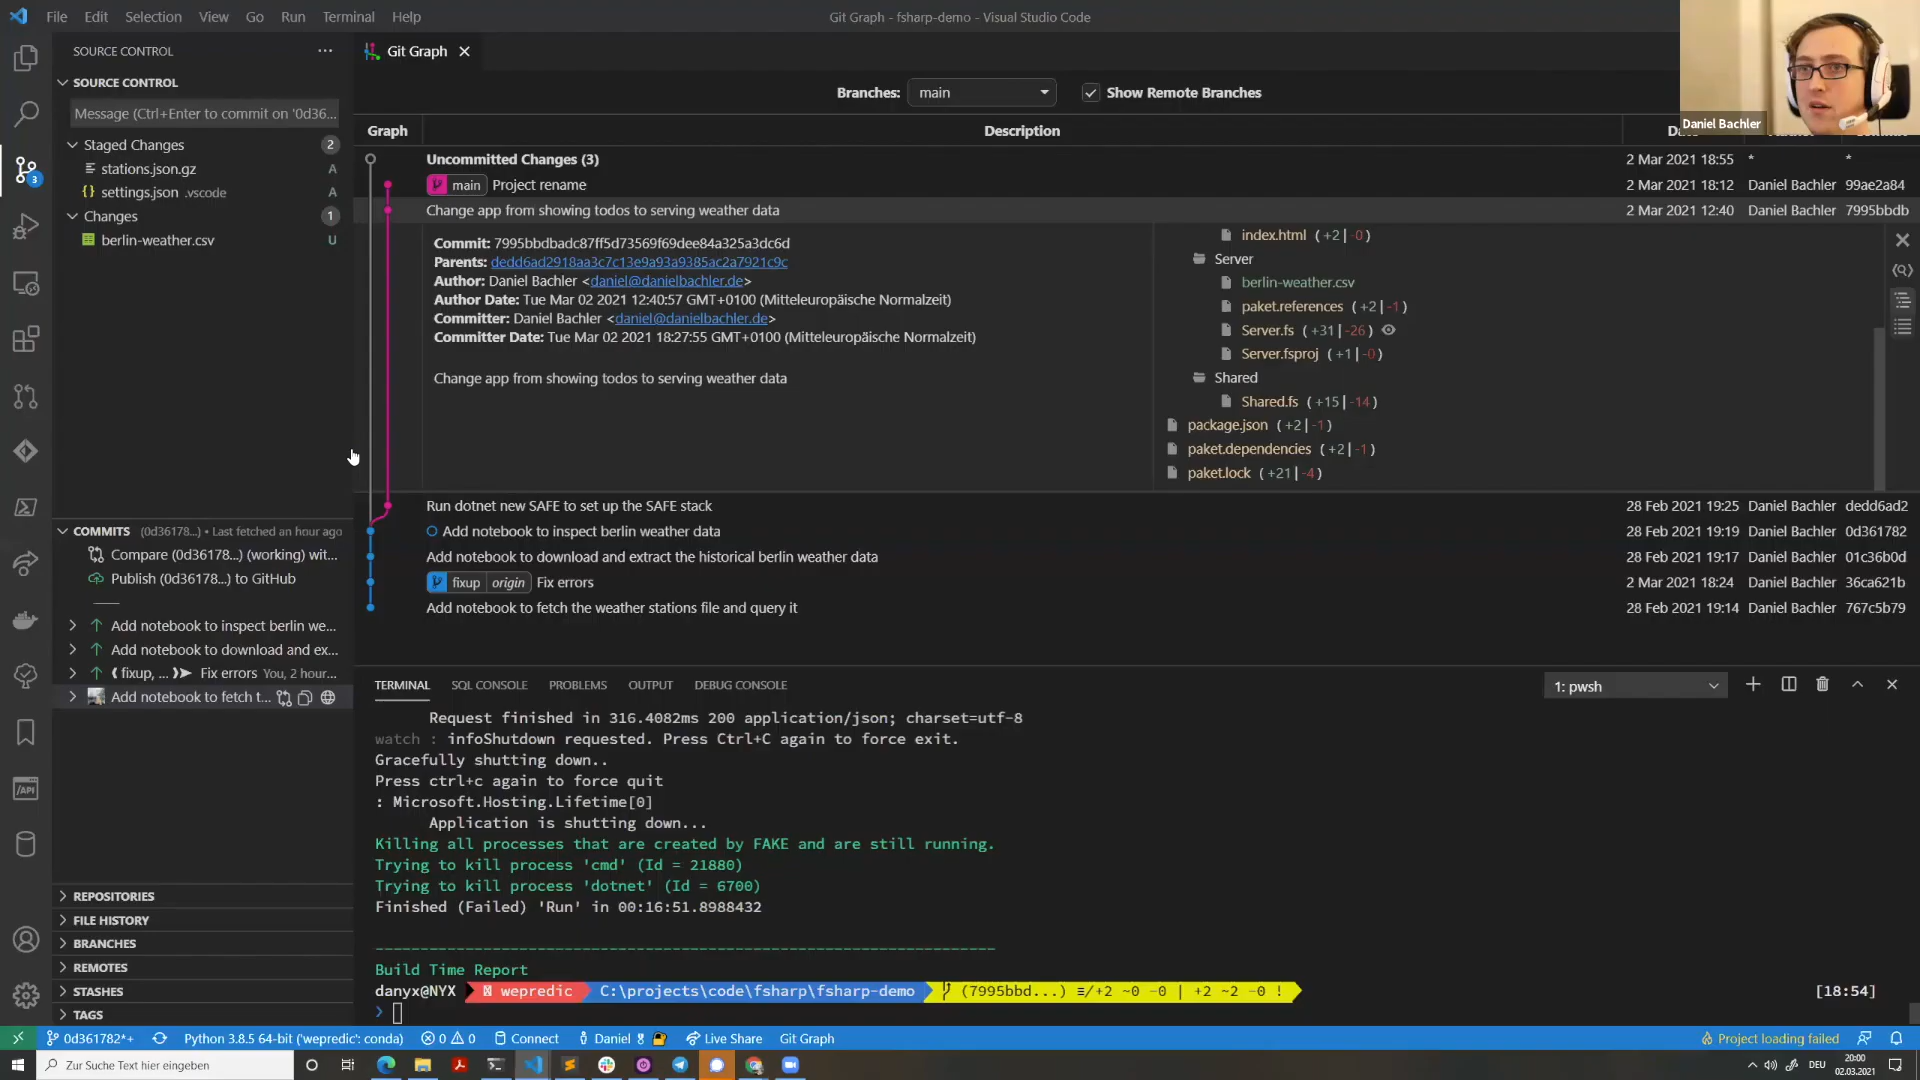 File Edit Selection View Go Run Terminal Help
Git Graph - fsharp-demo - Visual Studio Code
SOURCE CONTROL ...
Git Graph
SOURCE CONTROL
Message (Ctrl+Enter to commit on '0d36...
Staged Changes 2
stations.json.gz A
settings.json .vscode A
Changes 1
berlin-weather.csv U
3
Branches: main Show Remote Branches
Daniel Bachler
Graph Description
Uncommitted Changes (3) 2 Mar 2021 18:55 * *
main Project rename 2 Mar 2021 18:12 Daniel Bachler 99ae2a84
Change app from showing todos to serving weather data 2 Mar 2021 12:40 Daniel Bachler 7995bbdb
Commit: 7995bbdbadc87ff5d73569f69dee84a325a3dc6d
Parents: dedd6ad2918aa3c7c13e9a93a9385ac2a7921c9c
Author: Daniel Bachler <daniel@danielbachler.de>
Author Date: Tue Mar 02 2021 12:40:57 GMT+0100 (Mitteleuropäische Normalzeit)
Committer: Daniel Bachler <daniel@danielbachler.de>
Committer Date: Tue Mar 02 2021 18:27:55 GMT+0100 (Mitteleuropäische Normalzeit)
Change app from showing todos to serving weather data
index.html (+2|-0)
Server
berlin-weather.csv
paket.references (+2|-1)
Server.fs (+31|-26)
Server.fsproj (+1|-0)
Shared
Shared.fs (+15|-14)
package.json (+2|-1)
paket.dependencies (+2|-1)
paket.lock (+21|-4)
Run dotnet new SAFE to set up the SAFE stack 28 Feb 2021 19:25 Daniel Bachler dedd6ad2
Add notebook to inspect berlin weather data 28 Feb 2021 19:19 Daniel Bachler 0d361782
Add notebook to download and extract the historical berlin weather data 28 Feb 2021 19:17 Daniel Bachler 01c36b0d
fixup origin Fix errors 2 Mar 2021 18:24 Daniel Bachler 36ca621b
Add notebook to fetch the weather stations file and query it 28 Feb 2021 19:14 Daniel Bachler 767c5b79
COMMITS (0d36178...) • Last fetched an hour ago
Compare (0d36178...) (working) wit...
Publish (0d36178...) to GitHub
Add notebook to inspect berlin we...
Add notebook to download and ex...
fixup, ... Fix errors You, 2 hour...
Add notebook to fetch t...
REPOSITORIES
FILE HISTORY
BRANCHES
REMOTES
STASHES
TAGS
/API
TERMINAL SQL CONSOLE PROBLEMS OUTPUT DEBUG CONSOLE 1: pwsh
Request finished in 316.4082ms 200 application/json; charset=utf-8
watch : infoShutdown requested. Press Ctrl+C again to force exit.
Gracefully shutting down..
Press ctrl+c again to force quit
: Microsoft.Hosting.Lifetime[0]
Application is shutting down...
Killing all processes that are created by FAKE and are still running.
Trying to kill process 'cmd' (Id = 21880)
Trying to kill process 'dotnet' (Id = 6700)
Finished (Failed) 'Run' in 00:16:51.8988432
---------------------------------------------------------------------
Build Time Report
danyx@NYX wepredic C:\projects\code\fsharp\fsharp-demo (7995bbd...) ≡/+2 ~0 -0 | +2 ~2 -0 ! [18:54]
0d361782*+ Python 3.8.5 64-bit ('wepredic': conda) 0 0 Connect Daniel Live Share Git Graph Project loading failed
Zur Suche Text hier eingeben DEU 20:00
02.03.2021